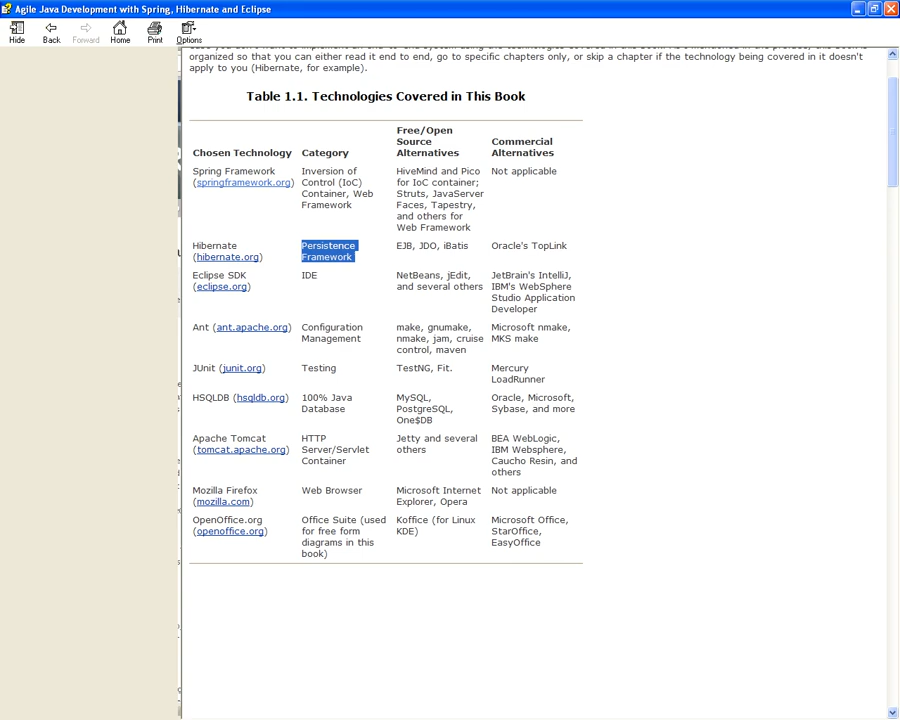 Agile Java Development with Spring, Hibernate and Eclipse
Hide Back Forward Home Print Options
organized so that you can either read it end to end, go to specific chapters only, or skip a chapter if the technology being covered in it doesn't
apply to you (Hibernate, for example).
Table 1.1. Technologies Covered in This Book
Chosen Technology
Category
Free/Open
Source
Alternatives
Commercial
Alternatives
Spring Framework
(springframework.org)
Inversion of
Control (IoC)
Container, Web
Framework
HiveMind and Pico
for IoC container;
Struts, JavaServer
Faces, Tapestry,
and others for
Web Framework
Not applicable
Hibernate
(hibernate.org)
Persistence
Framework
EJB, JDO, iBatis
Oracle's TopLink
Eclipse SDK
(eclipse.org)
IDE
NetBeans, jEdit,
and several others
JetBrain's IntelliJ,
IBM's WebSphere
Studio Application
Developer
Ant (ant.apache.org)
Configuration
Management
make, gnumake,
nmake, jam, cruise
control, maven
Microsoft nmake,
MKS make
JUnit (junit.org)
Testing
TestNG, Fit.
Mercury
LoadRunner
HSQLDB (hsqldb.org)
100% Java
Database
MySQL,
PostgreSQL,
One$DB
Oracle, Microsoft,
Sybase, and more
Apache Tomcat
(tomcat.apache.org)
HTTP
Server/Servlet
Container
Jetty and several
others
BEA WebLogic,
IBM Websphere,
Caucho Resin, and
others
Mozilla Firefox
(mozilla.com)
Web Browser
Microsoft Internet
Explorer, Opera
Not applicable
OpenOffice.org
(openoffice.org)
Office Suite (used
for free form
diagrams in this
book)
Koffice (for Linux
KDE)
Microsoft Office,
StarOffice,
EasyOffice